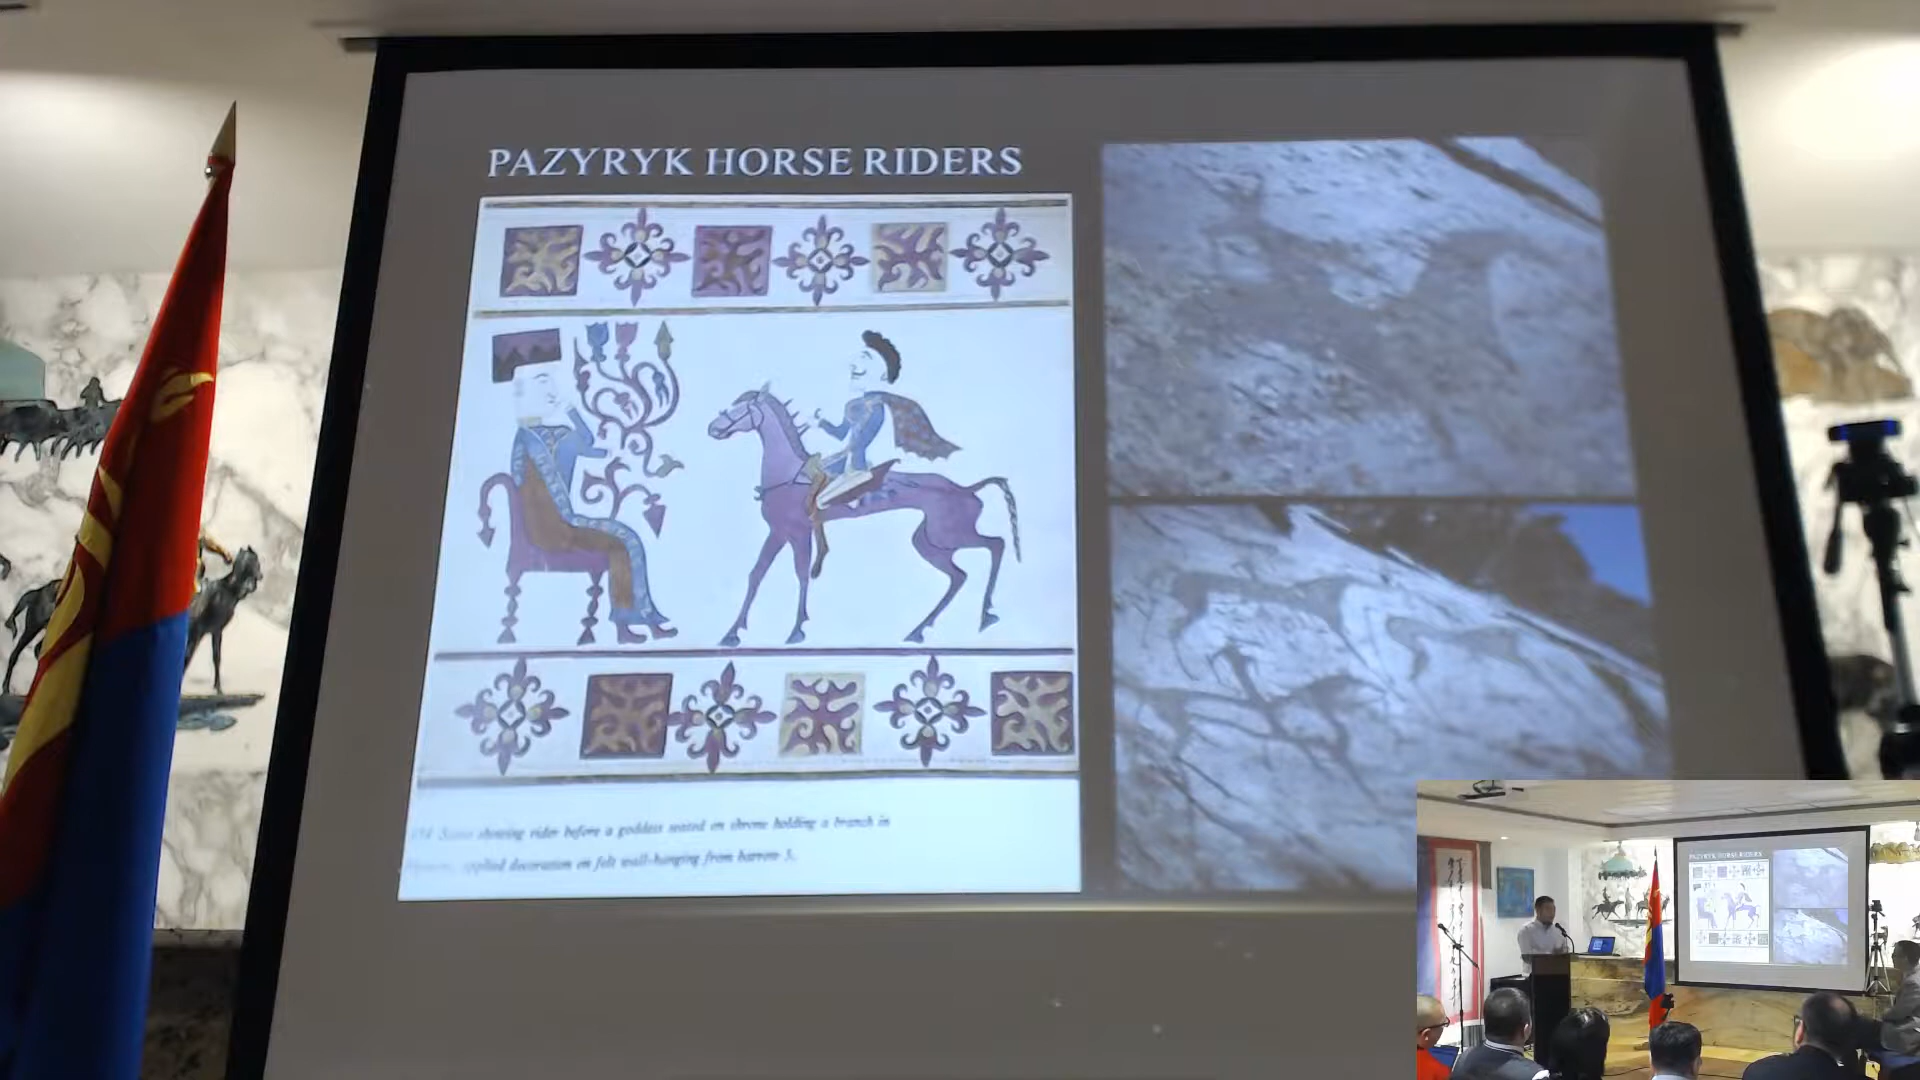 PAZYRYK HORSE RIDERS
showing rider before a goddess seated on throne holding a branch in
applied decoration on felt wall-hanging from barrow 5.